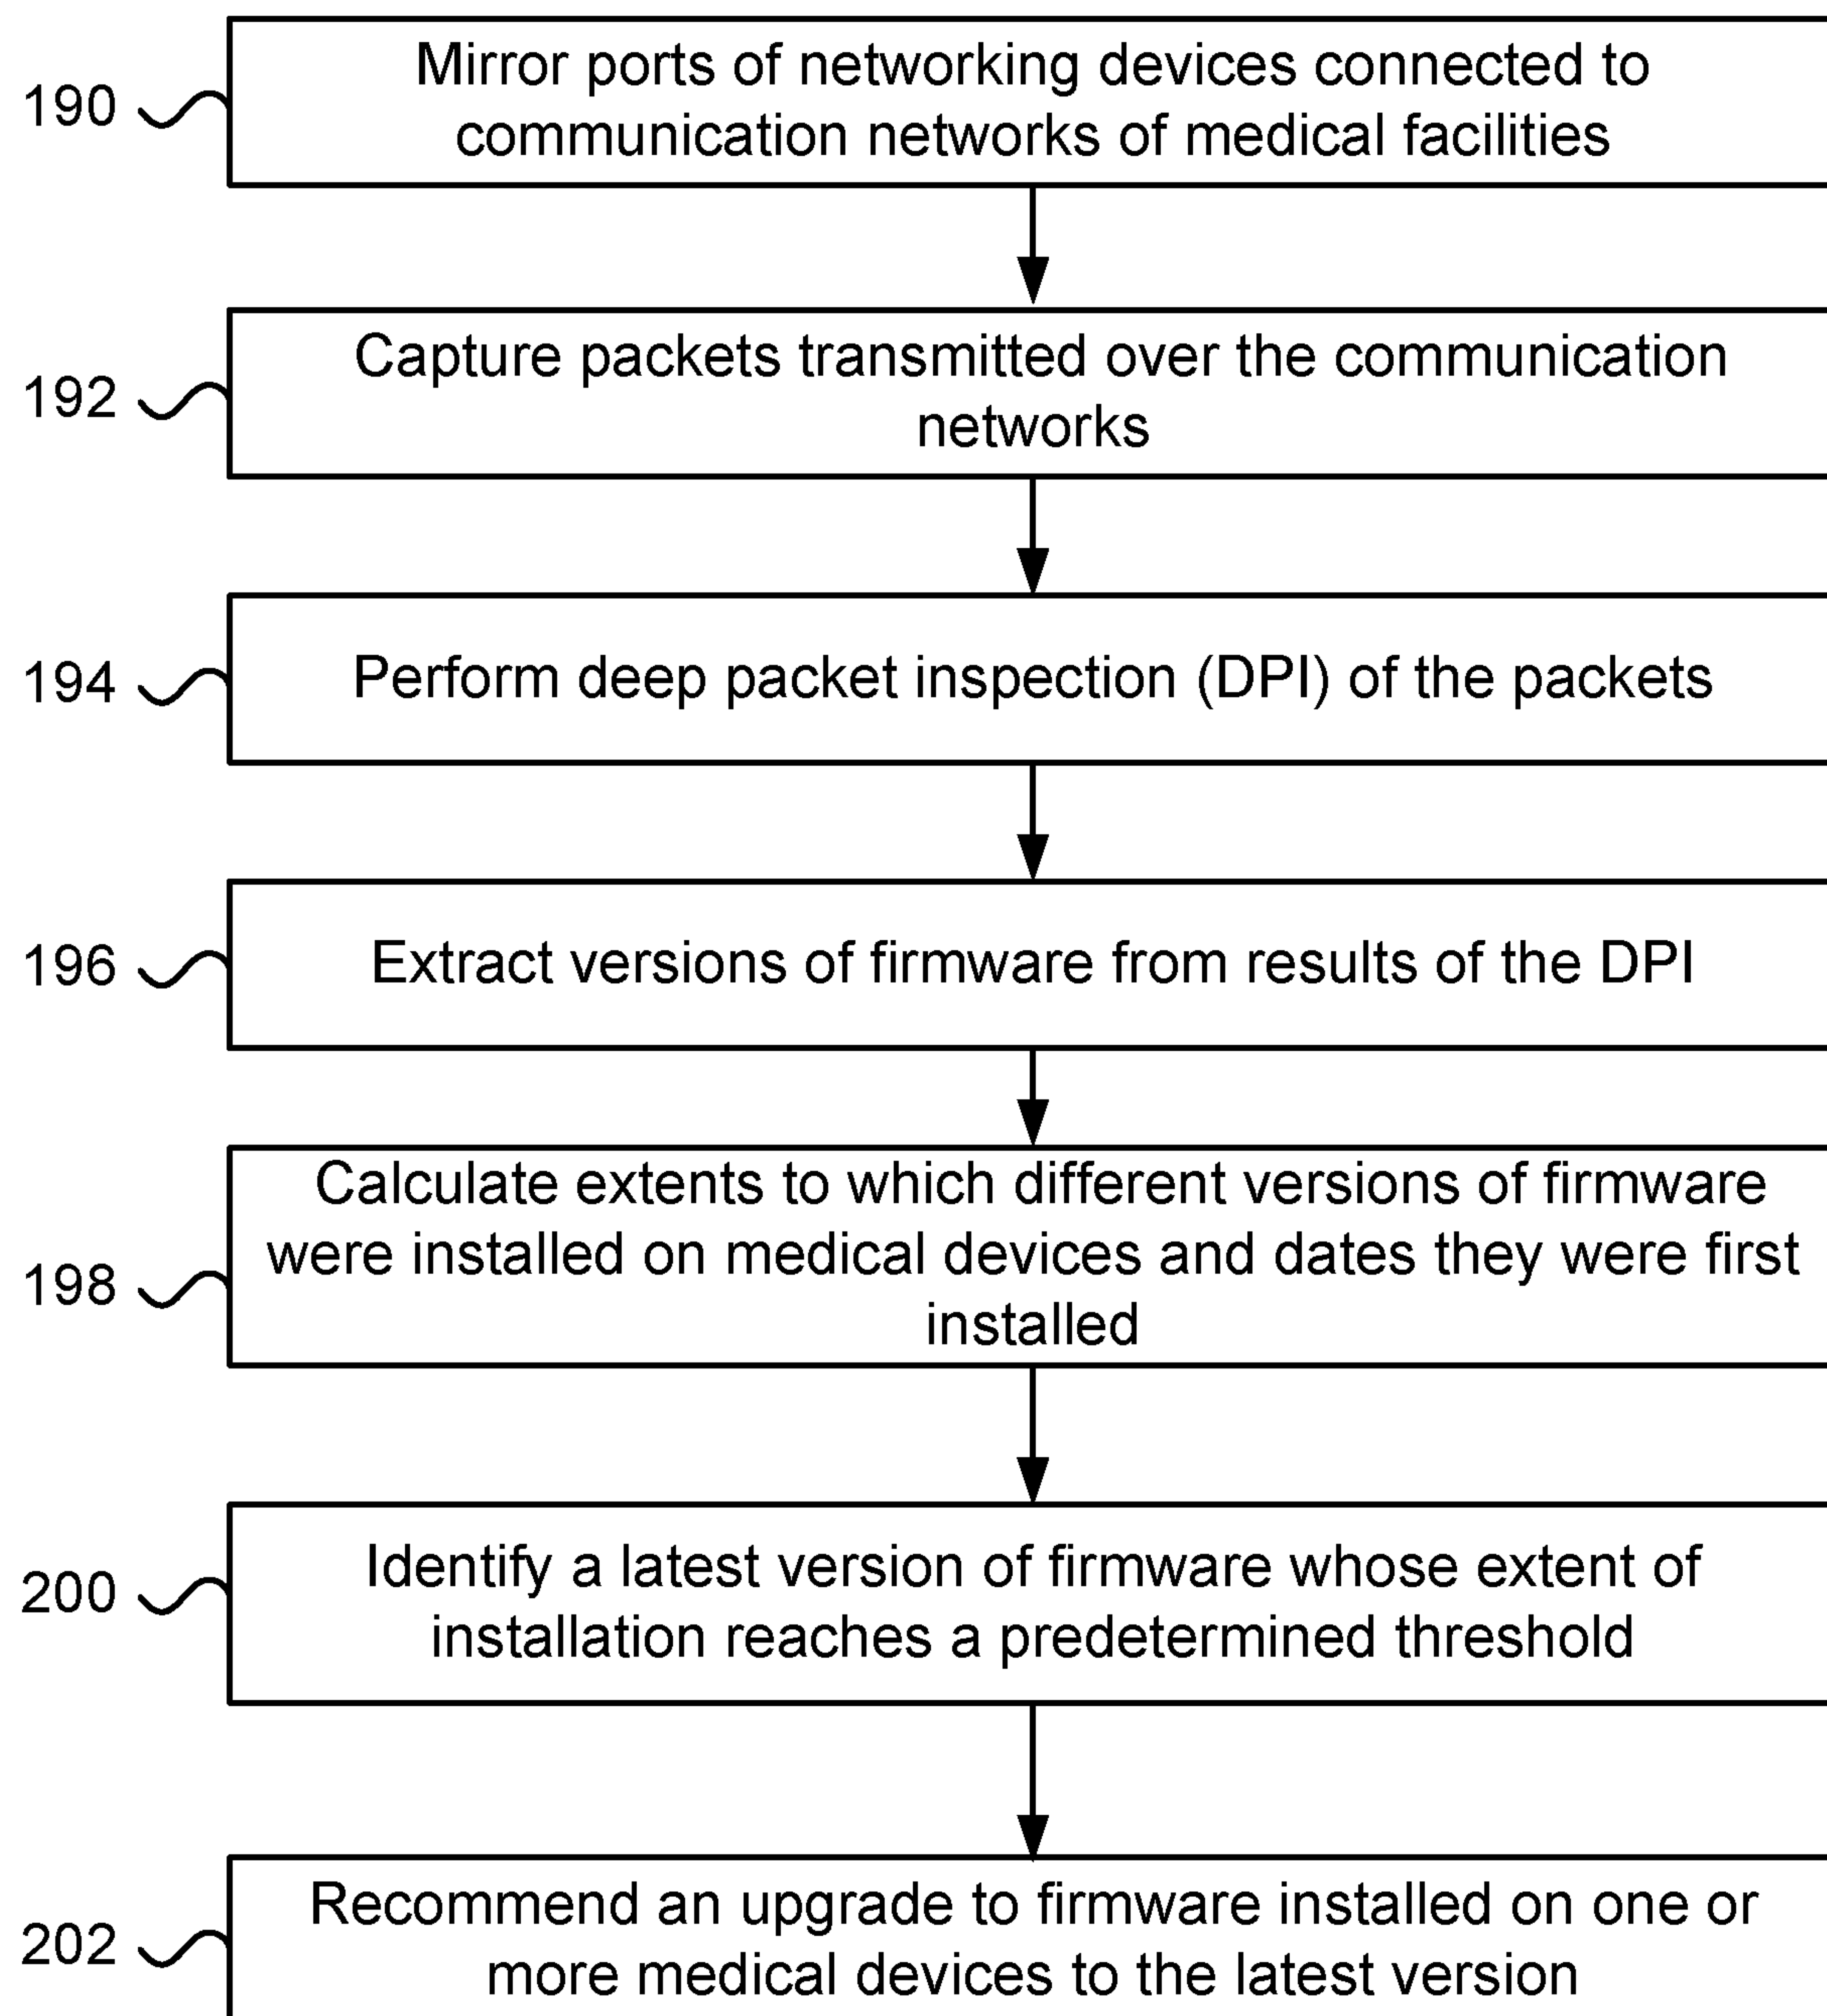 190
Mirror ports of networking devices connected to
communication networks of medical facilities
192
Capture packets transmitted over the communication
networks
194
Perform deep packet inspection (DPI) of the packets
196
Extract versions of firmware from results of the DPI
198
Calculate extents to which different versions of firmware
were installed on medical devices and dates they were first
installed
200
Identify a latest version of firmware whose extent of
installation reaches a predetermined threshold
202
Recommend an upgrade to firmware installed on one or
more medical devices to the latest version